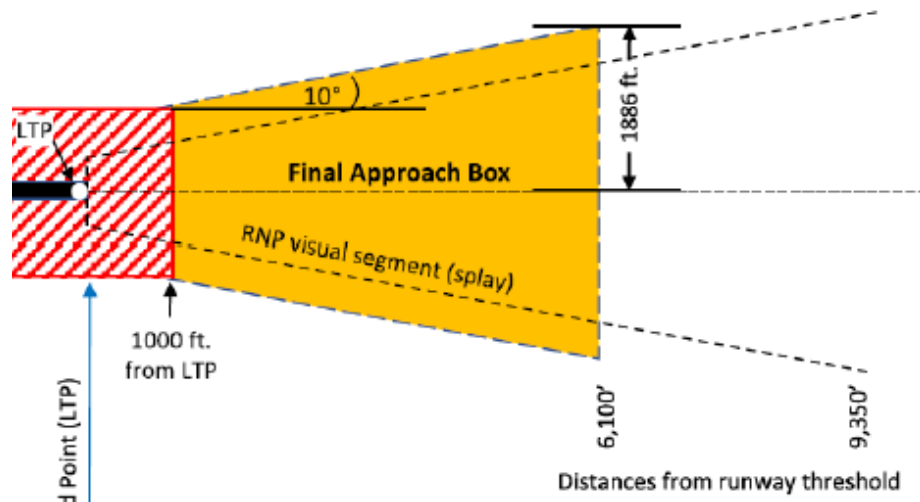 10°
1886 ft.
LTP
Final Approach Box
RNP visual segment (splay)
1000 ft.
from LTP
d Point (LTP)
6,100'
9,350'
Distances from runway threshold